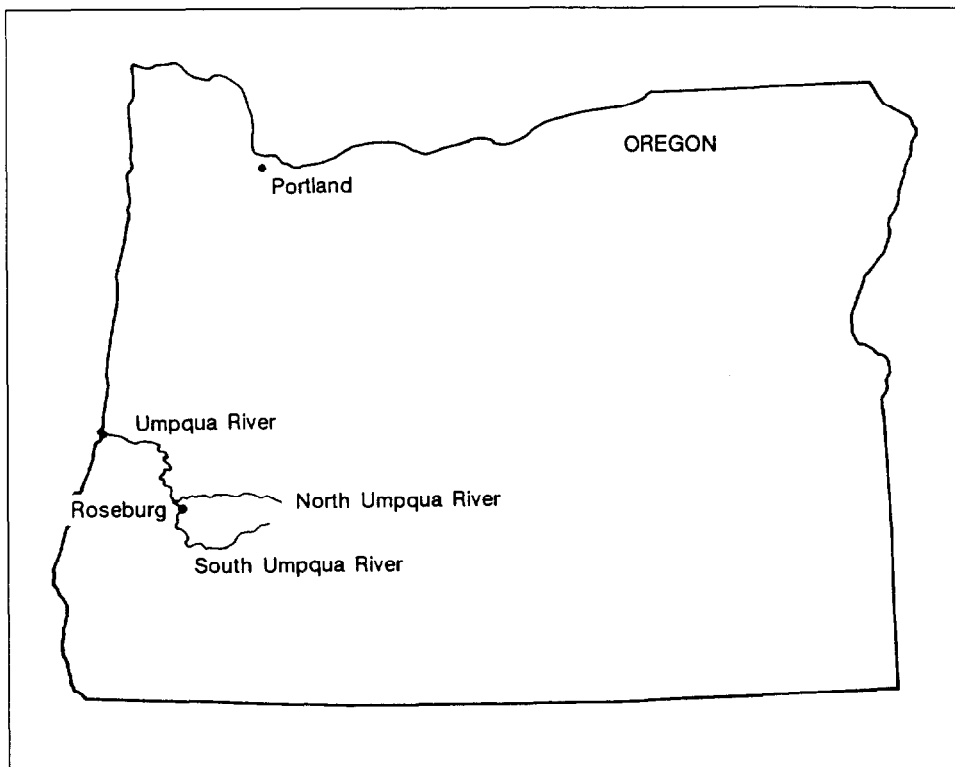 OREGON
Portland
Umpqua River
North Umpqua River
Roseburg
South Umpqua River